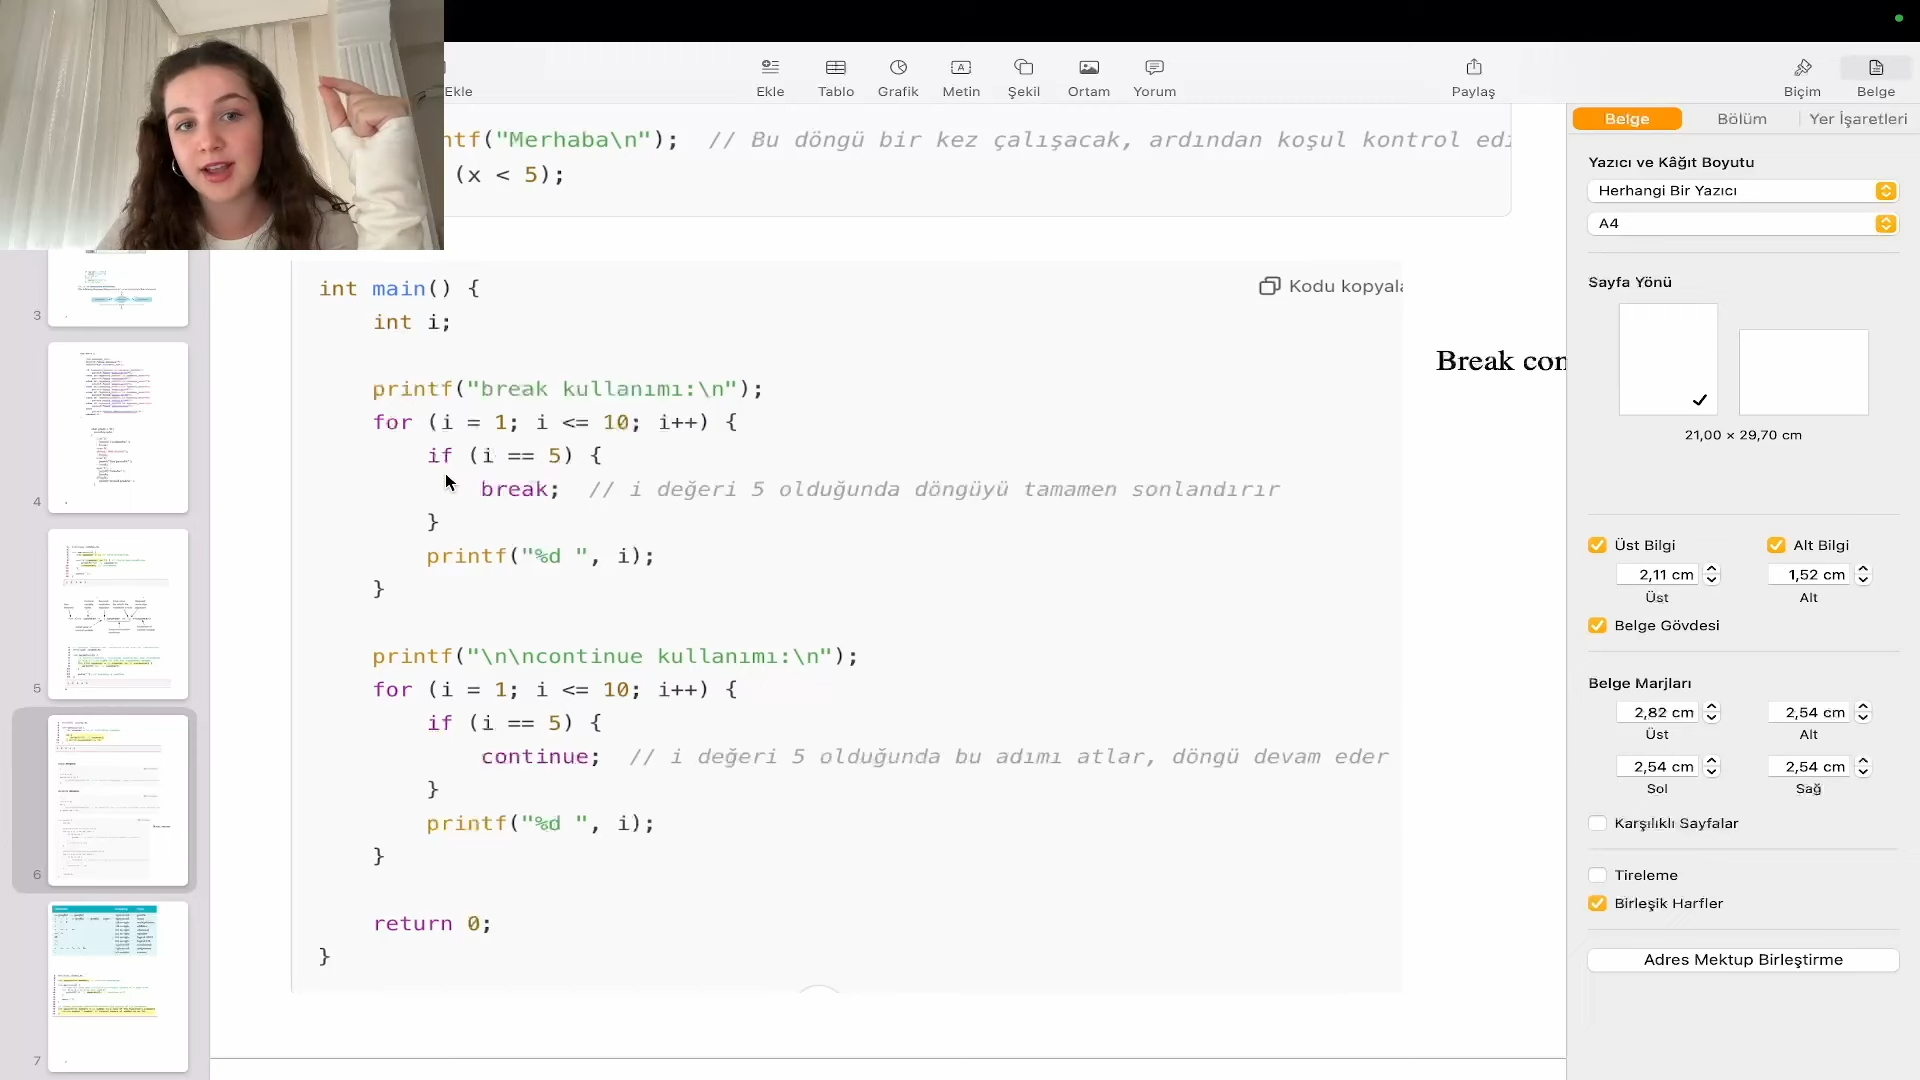 Ekle
Ekle
Tablo
Grafik
Metin
Şekil
Ortam
Yorum
Paylaş
Biçim
Belge
ntf("Merhaba\n");  // Bu döngü bir kez çalışacak, ardından koşul kontrol edi
(x < 5);
Kodu kopyala
int main() {
int i;
printf("break kullanımı:\n");
for (i = 1; i <= 10; i++) {
if (i == 5) {
break;  // i değeri 5 olduğunda döngüyü tamamen sonlandırır
}
printf("%d ", i);
}
printf("\n\ncontinue kullanımı:\n");
for (i = 1; i <= 10; i++) {
if (i == 5) {
continue;  // i değeri 5 olduğunda bu adımı atlar, döngü devam eder
}
printf("%d ", i);
}
return 0;
}
Break con
3
4
5
6
7
Belge
Bölüm
Yer İşaretleri
Yazıcı ve Kâğıt Boyutu
Herhangi Bir Yazıcı
A4
Sayfa Yönü
21,00 × 29,70 cm
Üst Bilgi
Alt Bilgi
2,11 cm
1,52 cm
Üst
Alt
Belge Gövdesi
Belge Marjları
2,82 cm
2,54 cm
Üst
Alt
2,54 cm
2,54 cm
Sol
Sağ
Karşılıklı Sayfalar
Tireleme
Birleşik Harfler
Adres Mektup Birleştirme